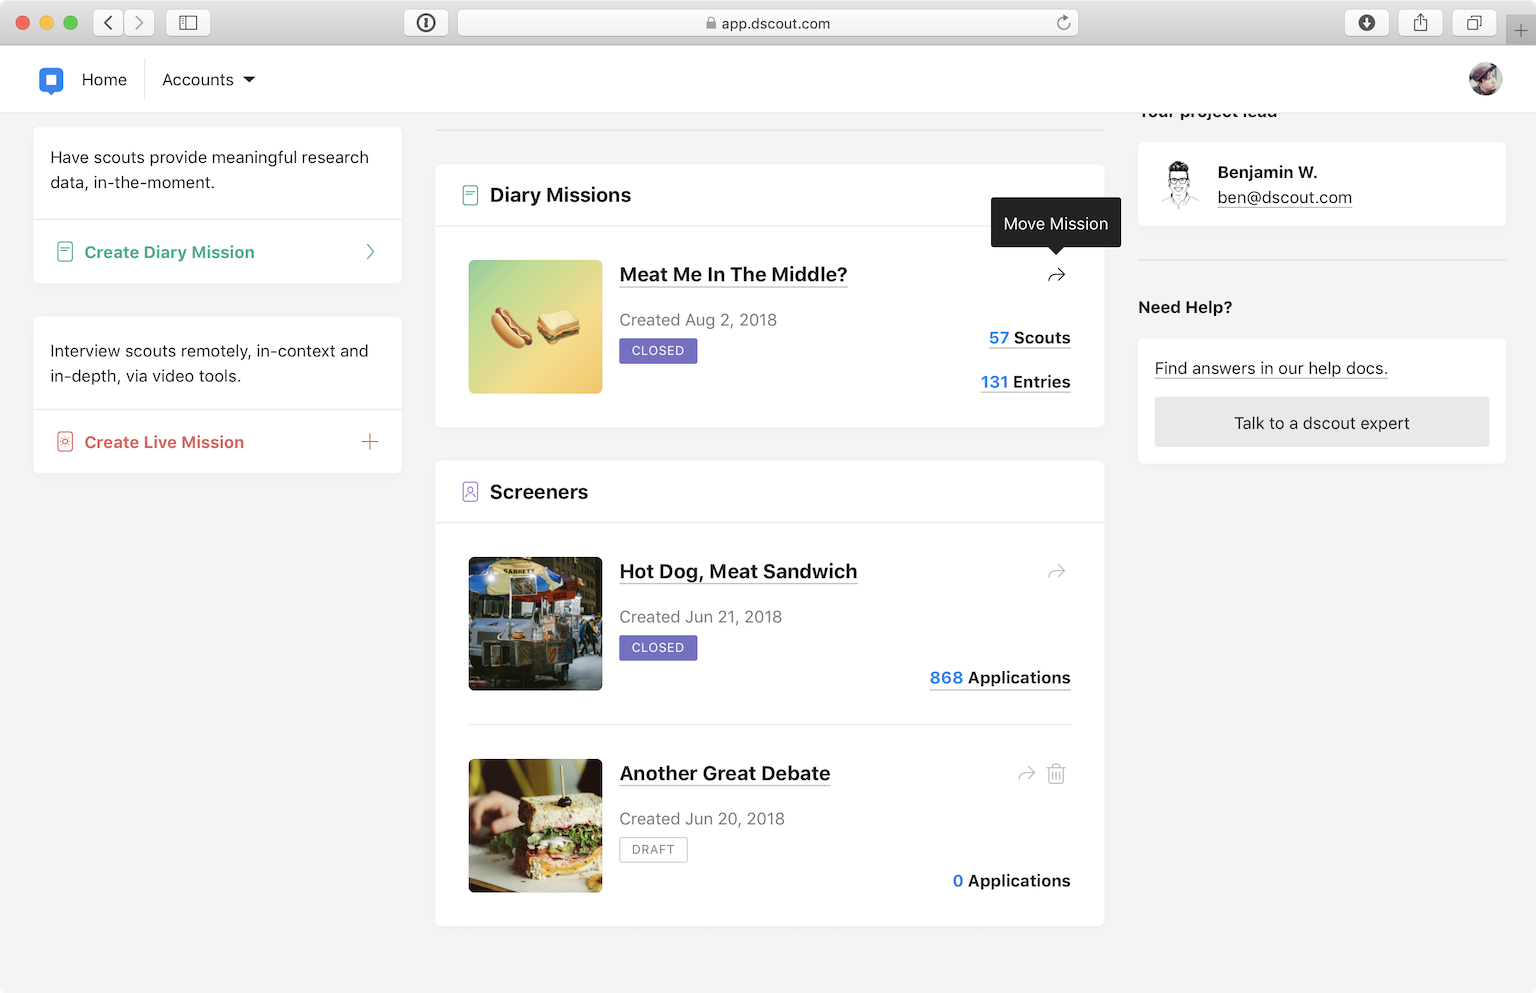 app.dscout.com
Home
Accounts
Have scouts provide meaningful research
data, in-the-moment.
Create Diary Mission
Interview scouts remotely, in-context and
in-depth, via video tools.
Create Live Mission
Diary Missions
Move Mission
Meat Me In The Middle?
Created Aug 2, 2018
CLOSED
57 Scouts
131 Entries
Screeners
SABRETT
Hot Dog, Meat Sandwich
Created Jun 21, 2018
CLOSED
868 Applications
Another Great Debate
Created Jun 20, 2018
DRAFT
0 Applications
Your project lead
Benjamin W.
ben@dscout.com
Need Help?
Find answers in our help docs.
Talk to a dscout expert